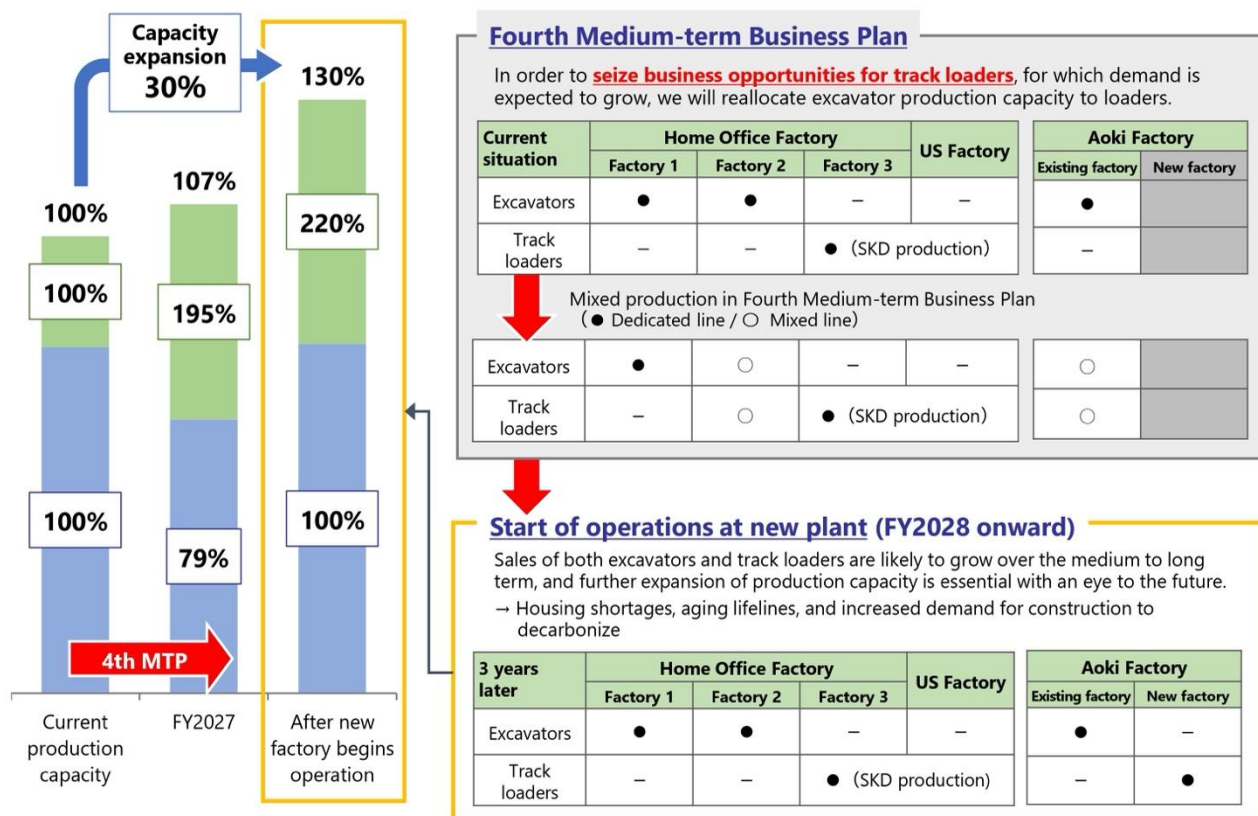 Capacity
expansion
30%
100%
107%
130%
100%
195%
220%
100%
79%
100%
4th MTP
Current
production
capacity
FY2027
After new
factory begins
operation
Fourth Medium-term Business Plan
In order to seize business opportunities for track loaders, for which demand is
expected to grow, we will reallocate excavator production capacity to loaders.
Current
situation
Home Office Factory
US Factory
Aoki Factory
Factory 1
Factory 2
Factory 3
Existing factory
New factory
Excavators ● ● – – ●
Track
loaders
– – ● (SKD production) –
Mixed production in Fourth Medium-term Business Plan
(● Dedicated line / ○ Mixed line)
Excavators ● ○ – – ○
Track
loaders
– ○ ● (SKD production) ○
Start of operations at new plant (FY2028 onward)
Sales of both excavators and track loaders are likely to grow over the medium to long
term, and further expansion of production capacity is essential with an eye to the future.
→ Housing shortages, aging lifelines, and increased demand for construction to
decarbonize
3 years
later
Home Office Factory
US Factory
Aoki Factory
Factory 1
Factory 2
Factory 3
Existing factory
New factory
Excavators ● ● – – ● –
Track
loaders
– – ● (SKD production) – ●